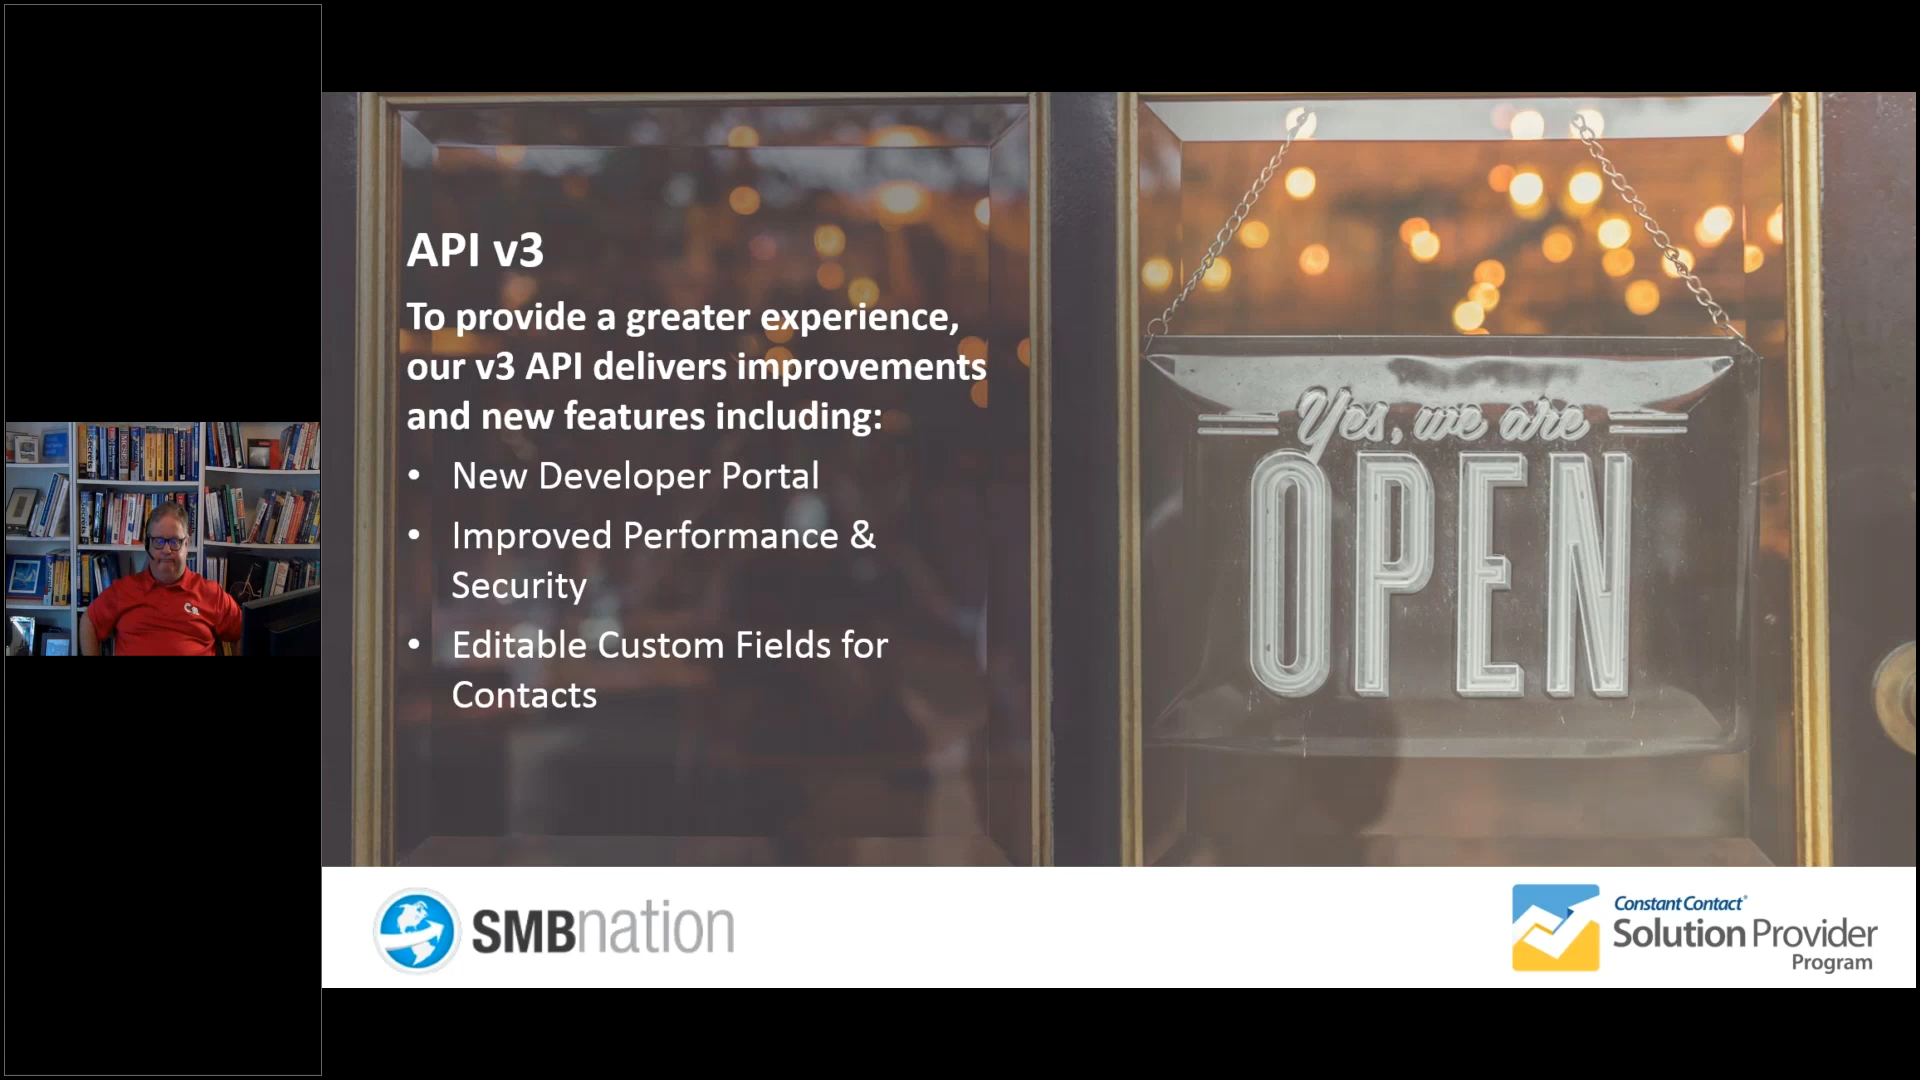 API v3
To provide a greater experience,
our v3 API delivers improvements
and new features including:
• New Developer Portal
• Improved Performance &
Security
• Editable Custom Fields for
Contacts
Yes, we are
OPEN
SMBnation
Constant Contact®
Solution Provider
Program